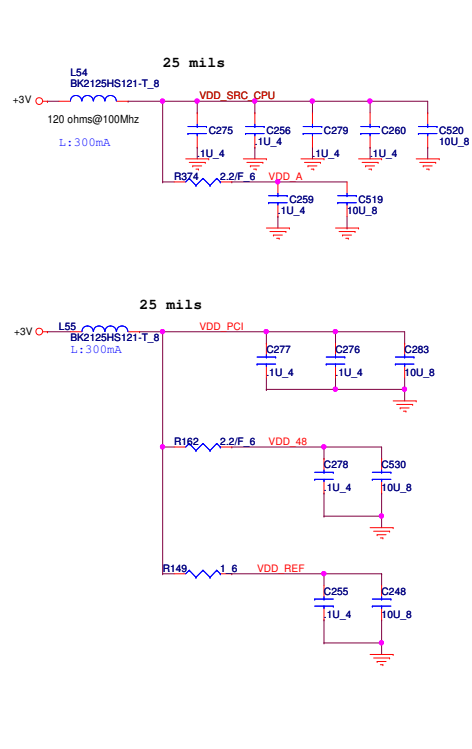 25 mils
L54
BK2125HS121-T_8
+3V
VDD_SRC_CPU
120 ohms@100Mhz
L:300mA
C275
.1U_4
C256
.1U_4
C279
.1U_4
C260
.1U_4
C520
10U_8
R374
2.2/F_6
VDD_A
C259
.1U_4
C519
10U_8
25 mils
+3V
L55
BK2125HS121-T_8
L:300mA
VDD_PCI
C277
.1U_4
C276
.1U_4
C283
10U_8
R162
2.2/F_6
VDD_48
C278
.1U_4
C530
10U_8
R149
1_6
VDD_REF
C255
.1U_4
C248
10U_8